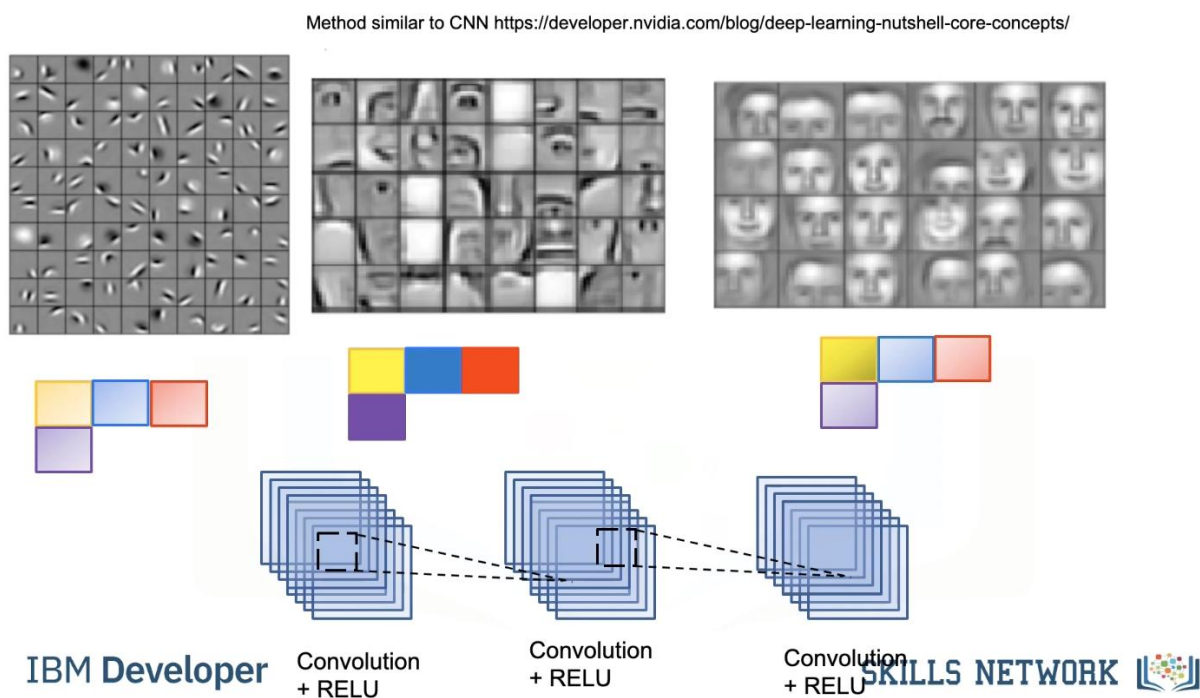 Method similar to CNN https://developer.nvidia.com/blog/deep-learning-nutshell-core-concepts/
Convolution
+ RELU
Convolution
+ RELU
Convolution
+ RELU
IBM Developer
SKILLS NETWORK